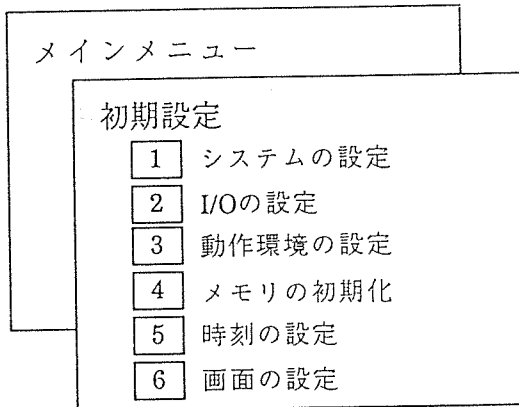 メインメニュー
初期設定
1 システムの設定
2 I/Oの設定
3 動作環境の設定
4 メモリの初期化
5 時刻の設定
6 画面の設定